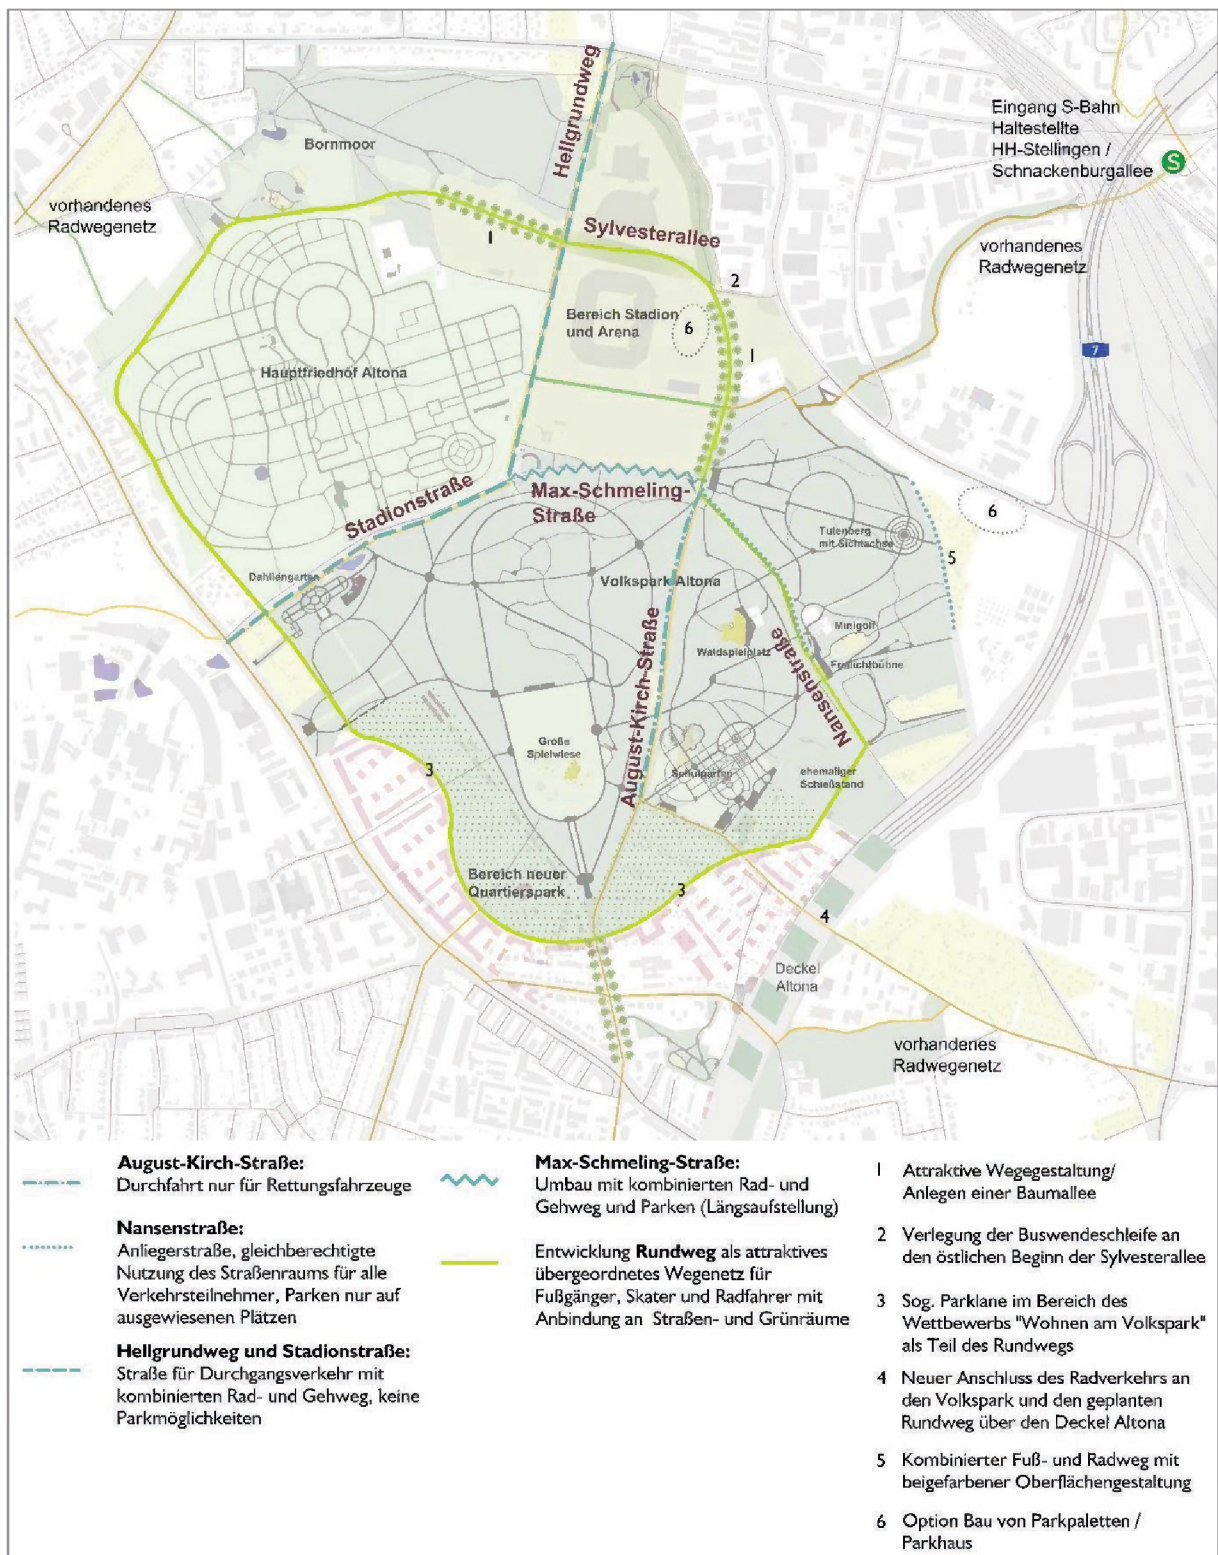 Hellgrundweg
Eingang S-Bahn
Haltestellte
HH-Stellingen /
Schnackenburgallee
S
Bornmoor
vorhandenes
Radwegenetz
Sylvesterallee
vorhandenes
Radwegenetz
1
2
Bereich Stadion
und Arena
6
1
7
Hauptfriedhof Altona
Stadionstraße
Max-Schmeling-
Straße
6
Tutenberg
mit Sichtachse
5
Dahliengarten
Volkspark Altona
Minigolf
Waldspielplatz
Freilichtbühne
August-Kirch-Straße
Nansenstraße
Große
Spielwiese
3
Schulgarten
ehemaliger
Schießstand
Bereich neuer
Quartierspark
3
4
Deckel
Altona
vorhandenes
Radwegenetz
August-Kirch-Straße:
Durchfahrt nur für Rettungsfahrzeuge
Nansenstraße:
Anliegerstraße, gleichberechtigte
Nutzung des Straßenraums für alle
Verkehrsteilnehmer, Parken nur auf
ausgewiesenen Plätzen
Hellgrundweg und Stadionstraße:
Straße für Durchgangsverkehr mit
kombinierten Rad- und Gehweg, keine
Parkmöglichkeiten
Max-Schmeling-Straße:
Umbau mit kombinierten Rad- und
Gehweg und Parken (Längsaufstellung)
Entwicklung Rundweg als attraktives
übergeordnetes Wegenetz für
Fußgänger, Skater und Radfahrer mit
Anbindung an Straßen- und Grünräume
1 Attraktive Wegegestaltung/
Anlegen einer Baumallee
2 Verlegung der Buswendeschleife an
den östlichen Beginn der Sylvesterallee
3 Sog. Parklane im Bereich des
Wettbewerbs "Wohnen am Volkspark"
als Teil des Rundwegs
4 Neuer Anschluss des Radverkehrs an
den Volkspark und den geplanten
Rundweg über den Deckel Altona
5 Kombinierter Fuß- und Radweg mit
beigefarbener Oberflächengestaltung
6 Option Bau von Parkpaletten /
Parkhaus